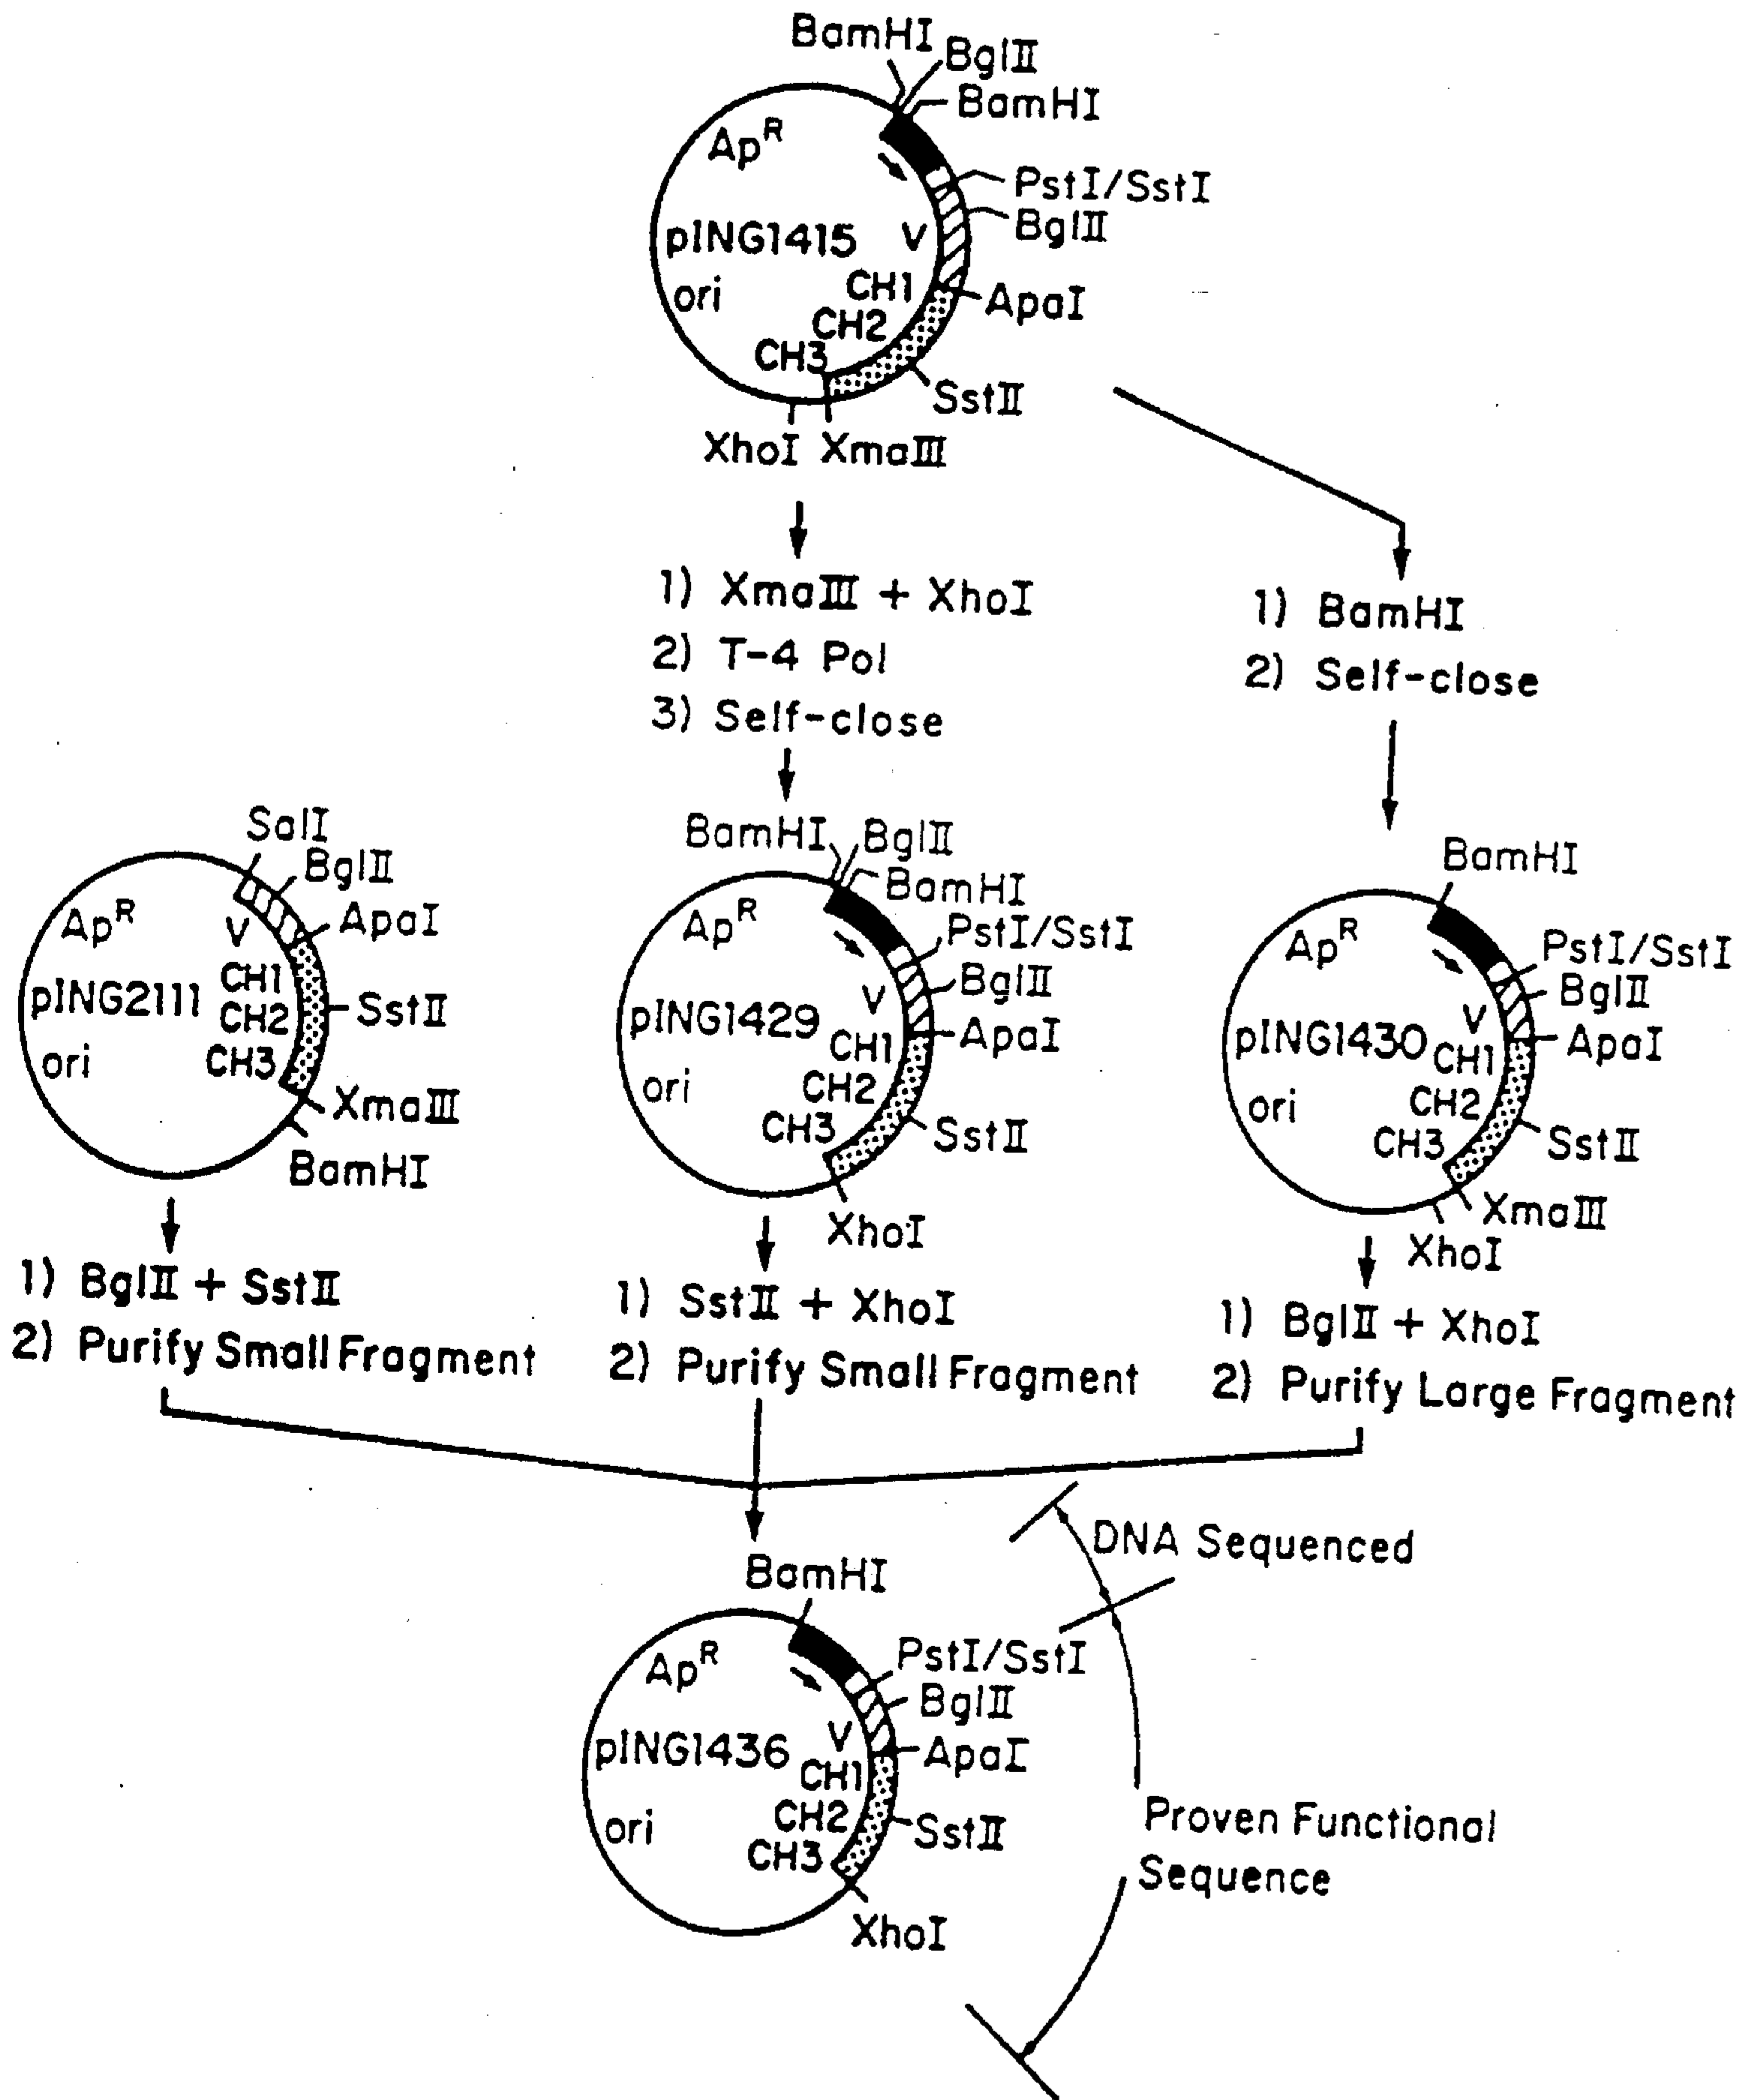 BamHI
BglII
BamHI
Ap^R
PstI/SstI
BglII
pING1415
V
ori
CH1
ApaI
CH2
CH3
SstII
XhoI
XmaIII
1) XmaIII + XhoI
2) T-4 Pol
3) Self-close
1) BamHI
2) Self-close
SalI
BglII
Ap^R
V
ApaI
pING2111
CH1
CH2
SstII
ori
CH3
XmaIII
BamHI
1) BglII + SstII
2) Purify Small Fragment
BamHI
BglII
BamHI
Ap^R
PstI/SstI
V
BglII
pING1429
CH1
ApaI
ori
CH2
CH3
SstII
XhoI
1) SstII + XhoI
2) Purify Small Fragment
BamHI
Ap^R
PstI/SstI
BglII
V
pING1430
CH1
ApaI
ori
CH2
CH3
SstII
XmaIII
XhoI
1) BglII + XhoI
2) Purify Large Fragment
DNA Sequenced
BamHI
Ap^R
PstI/SstI
BglII
V
pING1436
ApaI
CH1
ori
CH2
SstII
CH3
XhoI
Proven Functional
Sequence